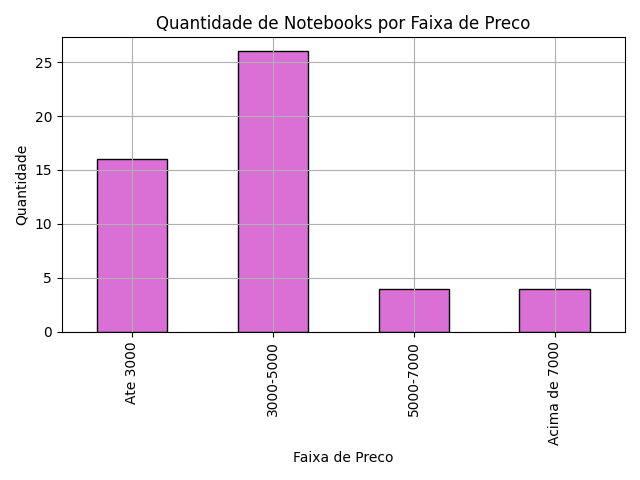 Quantidade de Notebooks por Faixa de Preco
Quantidade
25
20
15
10
5
0
Ate 3000
3000-5000
5000-7000
Acima de 7000
Faixa de Preco